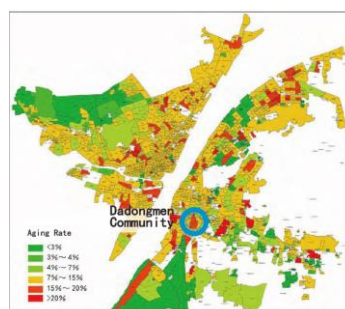 Dadongmen
Community
Aging Rate
<3%
3%～4%
4%～7%
7%～15%
15%～20%
>20%